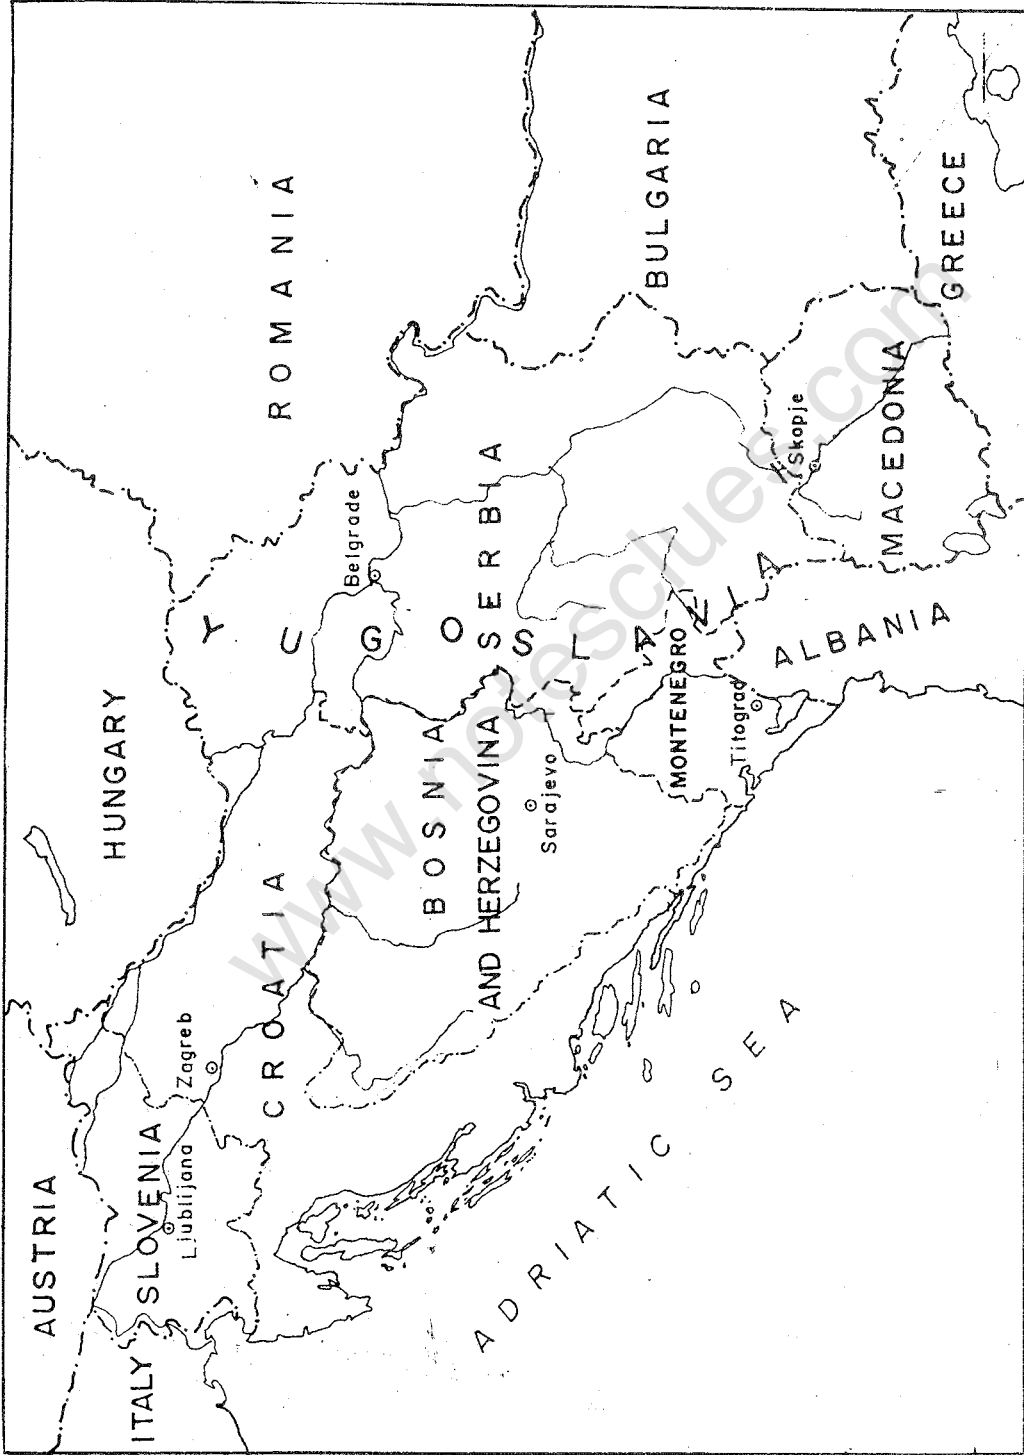 AUSTRIA
HUNGARY
ROMANIA
ITALY
SLOVENIA
Ljublijana
Zagreb
CROATIA
YUGOSLAVIA
Belgrade
BOSNIA
AND HERZEGOVINA
SERBIA
Sarajevo
BULGARIA
MONTENEGRO
Titograd
Skopje
MACEDONIA
ALBANIA
GREECE
ADRIATIC SEA
www.notesclues.com